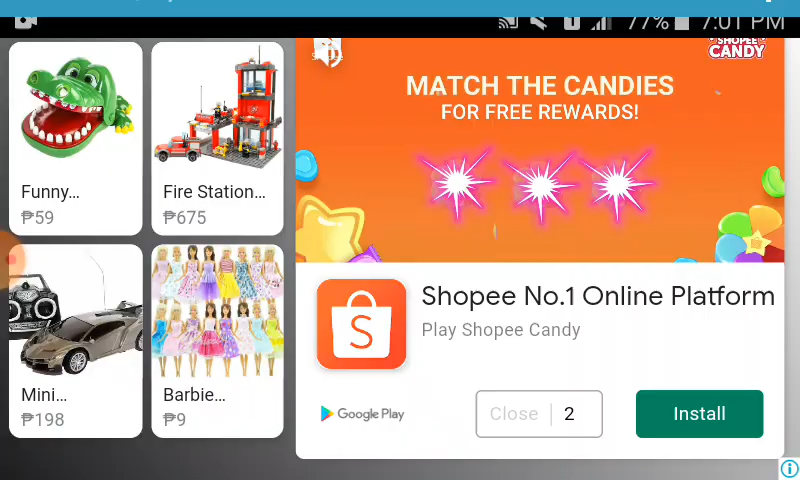 77% 7:01 PM
SHOPEE
CANDY
MATCH THE CANDIES
FOR FREE REWARDS!
Funny...
₱59
Fire Station...
₱675
Mini...
₱198
Barbie...
₱9
S
Shopee No.1 Online Platform
Play Shopee Candy
Google Play
Close 2
Install